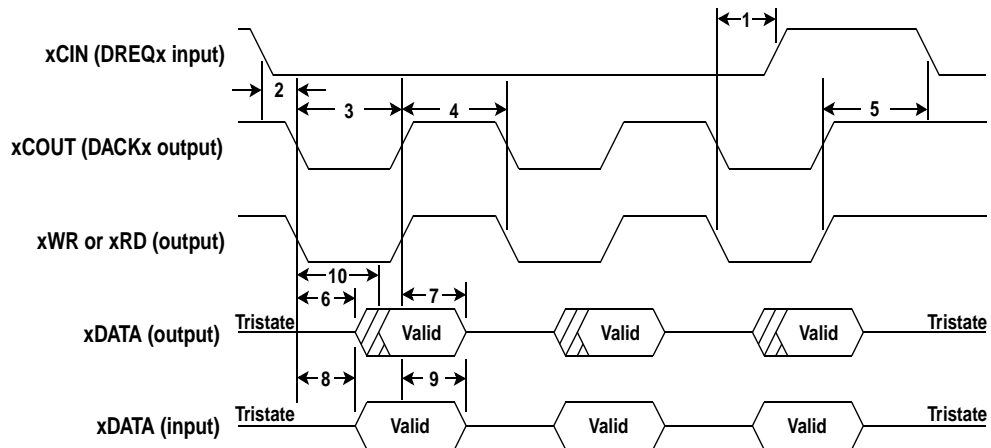 1
xCIN (DREQx input)
2
3
4
5
xCOUT (DACKx output)
xWR or xRD (output)
10
6
7
Tristate
Valid
Valid
Valid
Tristate
xDATA (output)
8
9
Tristate
Valid
Valid
Valid
Tristate
xDATA (input)